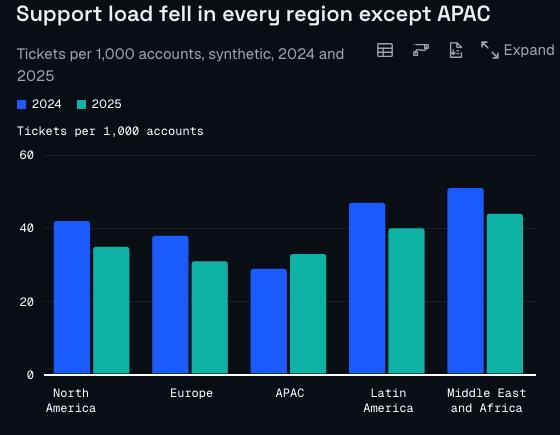 Support load fell in every region except APAC
Tickets per 1,000 accounts, synthetic, 2024 and
2025
Expand
2024 2025
Tickets per 1,000 accounts
60
40
20
0
North
America
Europe
APAC
Latin
America
Middle East
and Africa